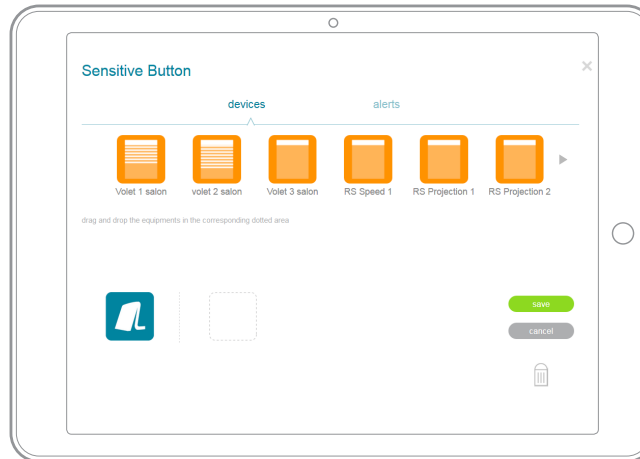 Sensitive Button
devices alerts
Volet 1 salon volet 2 salon Volet 3 salon RS Speed 1 RS Projection 1 RS Projection 2
drag and drop the equipments in the corresponding dotted area
save
cancel